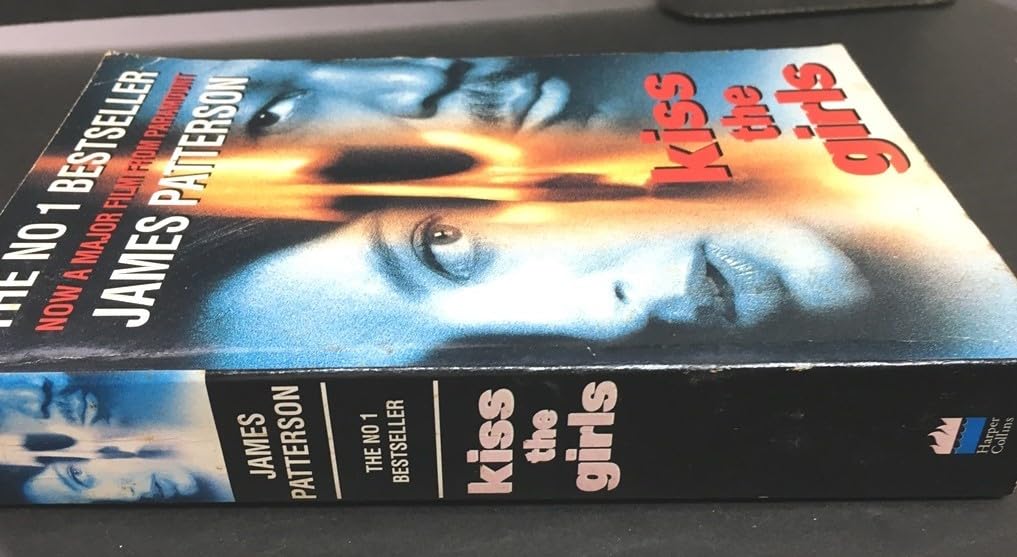 THE NO 1 BESTSELLER
NOW A MAJOR FILM FROM PARAMOUNT
JAMES PATTERSON
kiss
the
girls
JAMES
PATTERSON
THE NO 1
BESTSELLER
kiss
the
girls
Harper
Collins